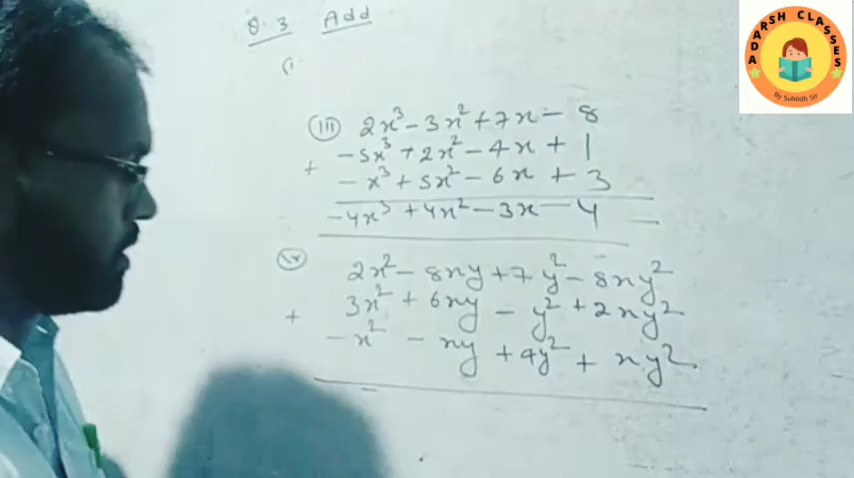 Q. 3 Add
(i
(iii) 2x³ - 3x² + 7x - 8
-5x³ + 2x² - 4x + 1
+ - x³ + 5x² - 6x + 3
-4x³ + 4x² - 3x - 4
2x² - 8xy + 7y² - 8xy²
3x² + 6xy - y² + 2xy²
+ - x² - xy + 4y² + xy²
ADARSH CLASSES
By Subodh Sir